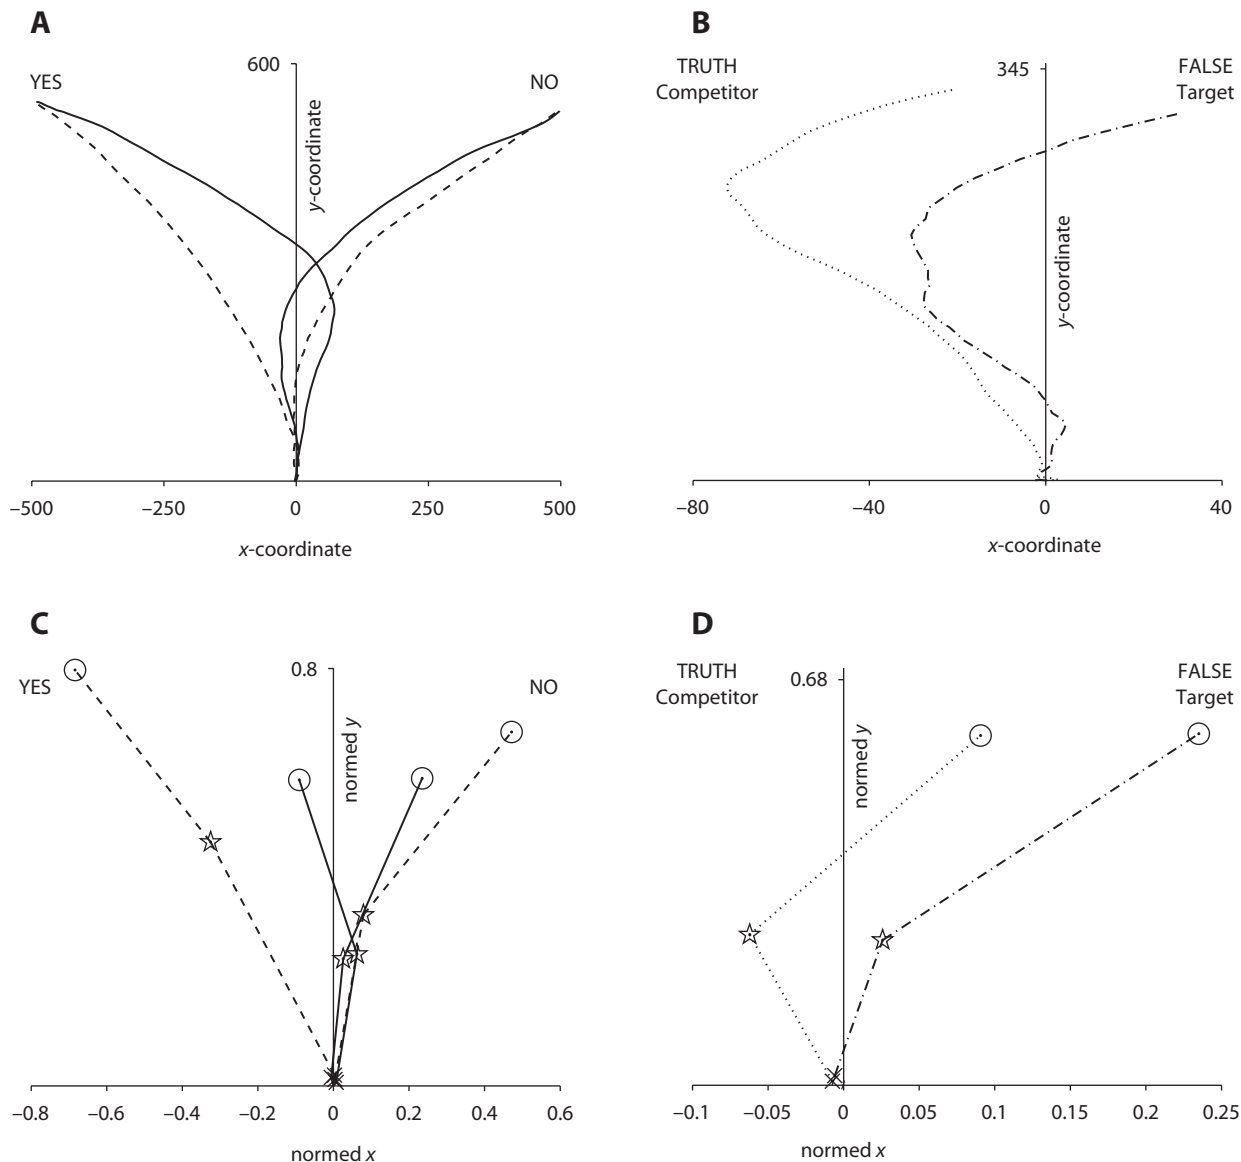 A
YES
600
NO
y-coordinate
–500
–250
0
250
500
x-coordinate
B
TRUTH
Competitor
345
FALSE
Target
y-coordinate
–80
–40
0
40
x-coordinate
C
YES
0.8
NO
normed y
–0.8
–0.6
–0.4
–0.2
0
0.2
0.4
0.6
normed x
D
TRUTH
Competitor
0.68
FALSE
Target
normed y
–0.1
–0.05
0
0.05
0.1
0.15
0.2
0.25
normed x